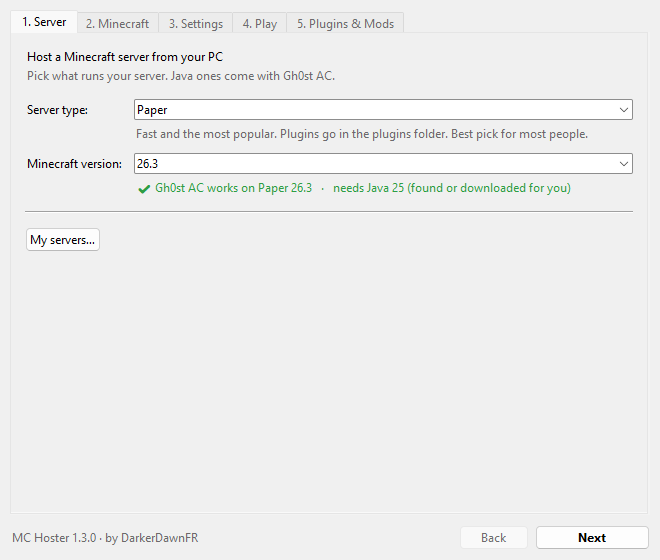 1. Server 2. Minecraft 3. Settings 4. Play 5. Plugins & Mods
Host a Minecraft server from your PC
Pick what runs your server. Java ones come with Gh0st AC.
Server type: Paper
Fast and the most popular. Plugins go in the plugins folder. Best pick for most people.
Minecraft version: 26.3
Gh0st AC works on Paper 26.3 · needs Java 25 (found or downloaded for you)
My servers...
MC Hoster 1.3.0 · by DarkerDawnFR Back Next